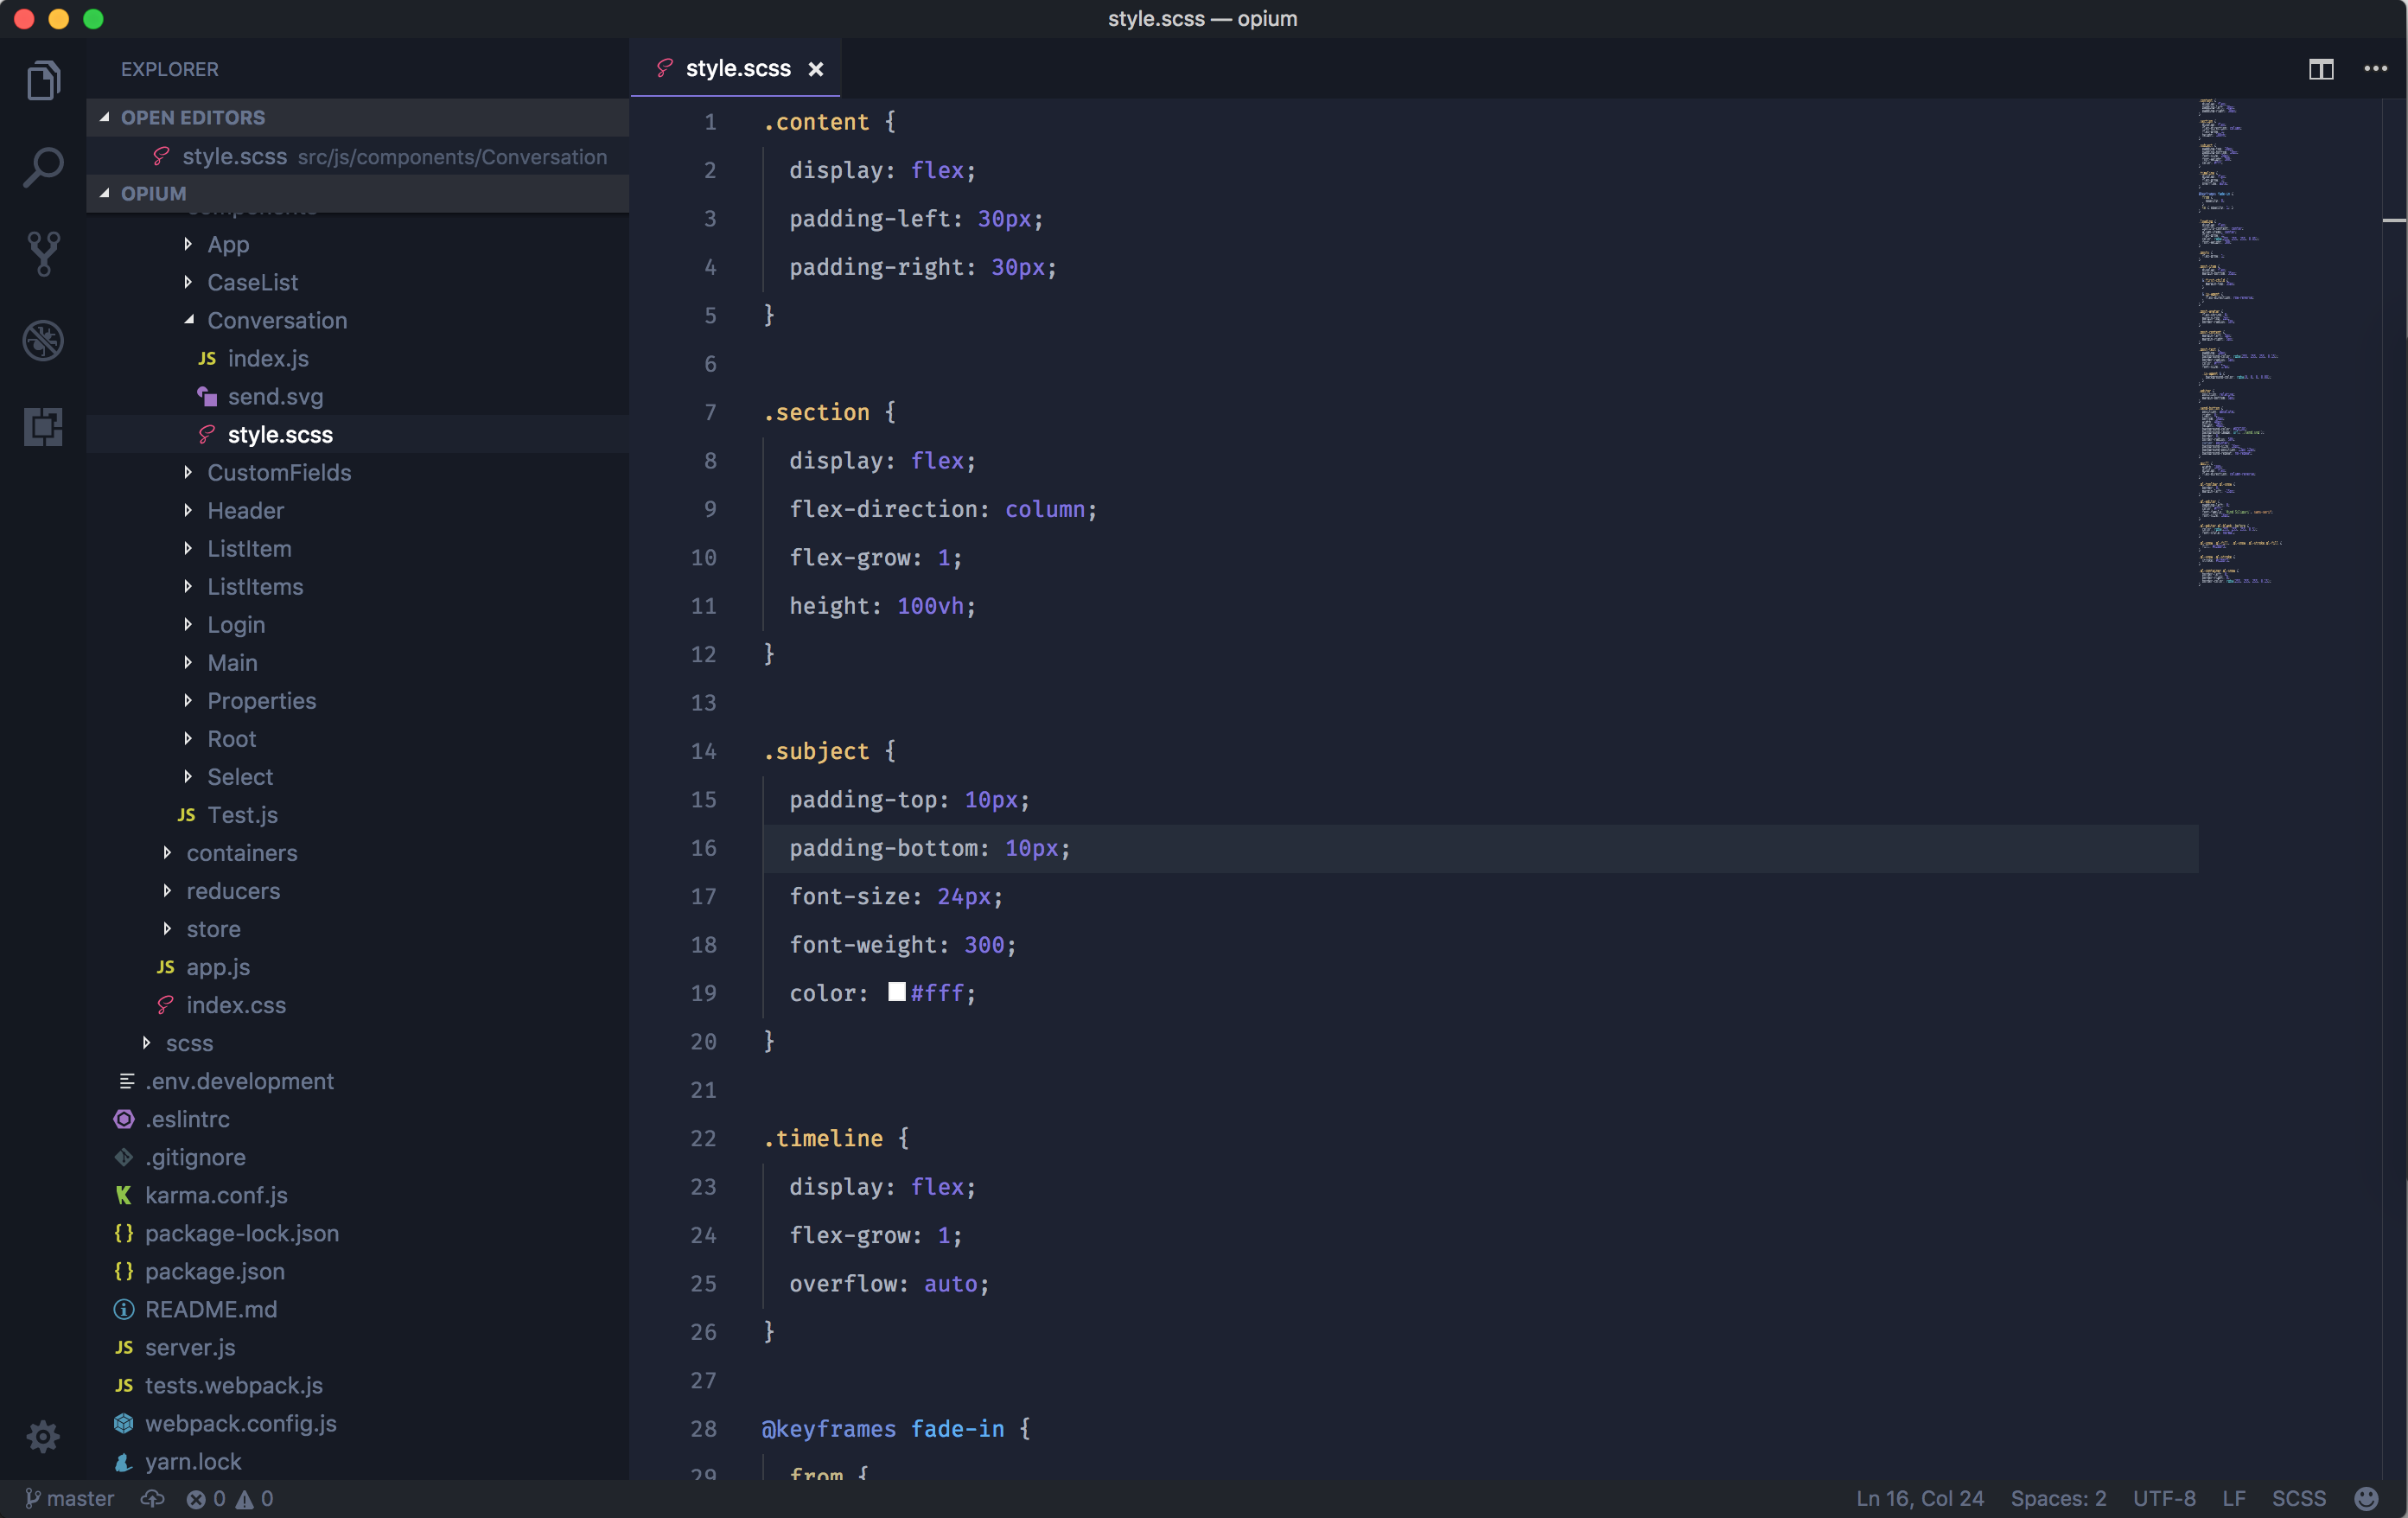 style.scss — opium
EXPLORER
OPEN EDITORS
style.scss src/js/components/Conversation
OPIUM
components
App
CaseList
Conversation
JS index.js
send.svg
style.scss
CustomFields
Header
ListItem
ListItems
Login
Main
Properties
Root
Select
JS Test.js
containers
reducers
store
JS app.js
index.css
scss
.env.development
.eslintrc
.gitignore
K karma.conf.js
{} package-lock.json
{} package.json
README.md
JS server.js
JS tests.webpack.js
webpack.config.js
yarn.lock
style.scss ×
1 .content {
2 display: flex;
3 padding-left: 30px;
4 padding-right: 30px;
5 }
6
7 .section {
8 display: flex;
9 flex-direction: column;
10 flex-grow: 1;
11 height: 100vh;
12 }
13
14 .subject {
15 padding-top: 10px;
16 padding-bottom: 10px;
17 font-size: 24px;
18 font-weight: 300;
19 color: #fff;
20 }
21
22 .timeline {
23 display: flex;
24 flex-grow: 1;
25 overflow: auto;
26 }
27
28 @keyframes fade-in {
29 from {
master 0 0 Ln 16, Col 24 Spaces: 2 UTF-8 LF SCSS